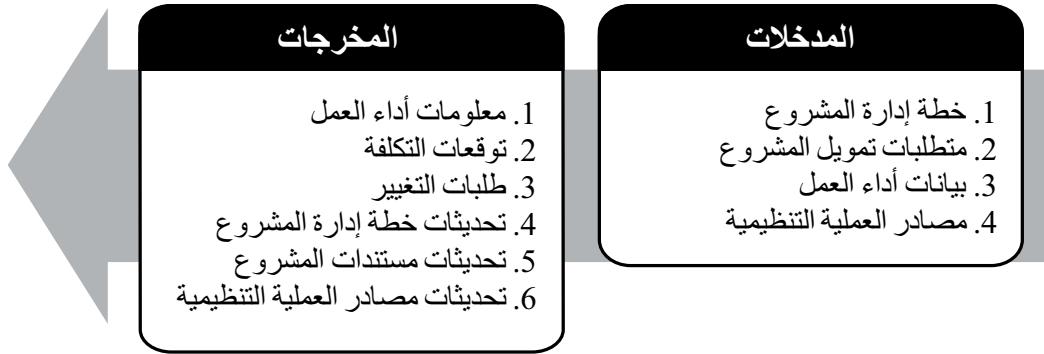 المدخلات
1. خطة إدارة المشروع
2. متطلبات تمويل المشروع
3. بيانات أداء العمل
4. مصادر العملية التنظيمية
المخرجات
1. معلومات أداء العمل
2. توقعات التكلفة
3. طلبات التغيير
4. تحديثات خطة إدارة المشروع
5. تحديثات مستندات المشروع
6. تحديثات مصادر العملية التنظيمية